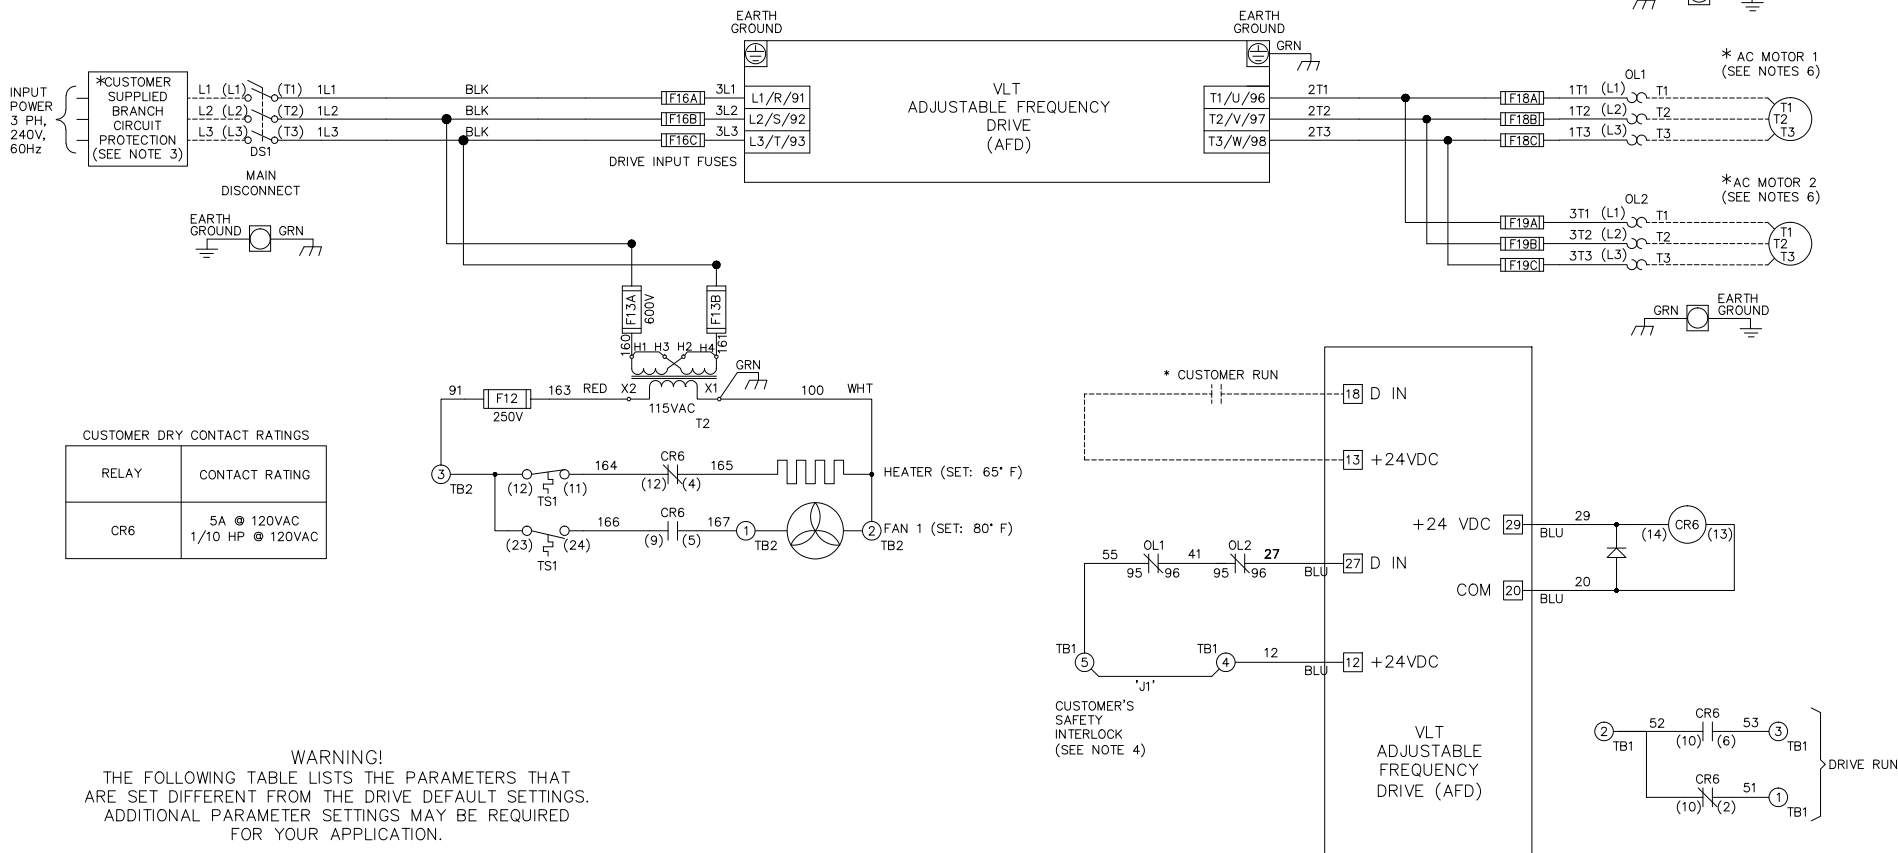 EARTH
GROUND
EARTH
GROUND
GRN
INPUT
POWER
3 PH,
240V,
60Hz
*CUSTOMER
SUPPLIED
BRANCH
CIRCUIT
PROTECTION
(SEE NOTE 3)
L1 (L1) (T1) 1L1 BLK F16A 3L1 L1/R/91
L2 (L2) (T2) 1L2 F16B 3L2 L2/S/92
L3 (L3) (T3) 1L3 BLK F16C 3L3 L3/T/93
DS1
MAIN
DISCONNECT
DRIVE INPUT FUSES
VLT
ADJUSTABLE FREQUENCY
DRIVE
(AFD)
T1/U/96 2T1 F18A 1T1 (L1) OL1 T1
T2/V/97 2T2 F18B 1T2 (L2) T2
T3/W/98 2T3 F18C 1T3 (L3) T3
* AC MOTOR 1
(SEE NOTES 6)
T1
T2
T3
*AC MOTOR 2
(SEE NOTES 6)
F19A 3T1 (L1) OL2 T1
F19B 3T2 (L2) T2
F19C 3T3 (L3) T3
T1
T2
T3
EARTH
GROUND
GRN
GRN
EARTH
GROUND
F13A
600V
F13B
160
161
H1 H3 H2 H4
GRN
91 F12 163 RED X2 X1 100 WHT
250V
115VAC
T2
3
TB2
(12) (11)
TS1
164
CR6
(12) (4)
165
HEATER (SET: 65° F)
(23) (24)
TS1
166
CR6
(9) (5)
167
1
TB2
2
TB2
FAN 1 (SET: 80° F)
CUSTOMER DRY CONTACT RATINGS
RELAY CONTACT RATING
CR6
5A @ 120VAC
1/10 HP @ 120VAC
* CUSTOMER RUN
18 D IN
13 +24VDC
+24 VDC 29 29
BLU
CR6
(14) (13)
COM 20 20
BLU
55 OL1 41 OL2 27
95 96 95 96 BLU
27 D IN
TB1
5
TB1
4
12
BLU
12 +24VDC
'J1'
CUSTOMER'S
SAFETY
INTERLOCK
(SEE NOTE 4)
VLT
ADJUSTABLE
FREQUENCY
DRIVE (AFD)
2
TB1
52 CR6 53
(10) (6)
3
TB1
CR6 51
(10) (2)
1
TB1
DRIVE RUN
WARNING!
THE FOLLOWING TABLE LISTS THE PARAMETERS THAT
ARE SET DIFFERENT FROM THE DRIVE DEFAULT SETTINGS.
ADDITIONAL PARAMETER SETTINGS MAY BE REQUIRED
FOR YOUR APPLICATION.